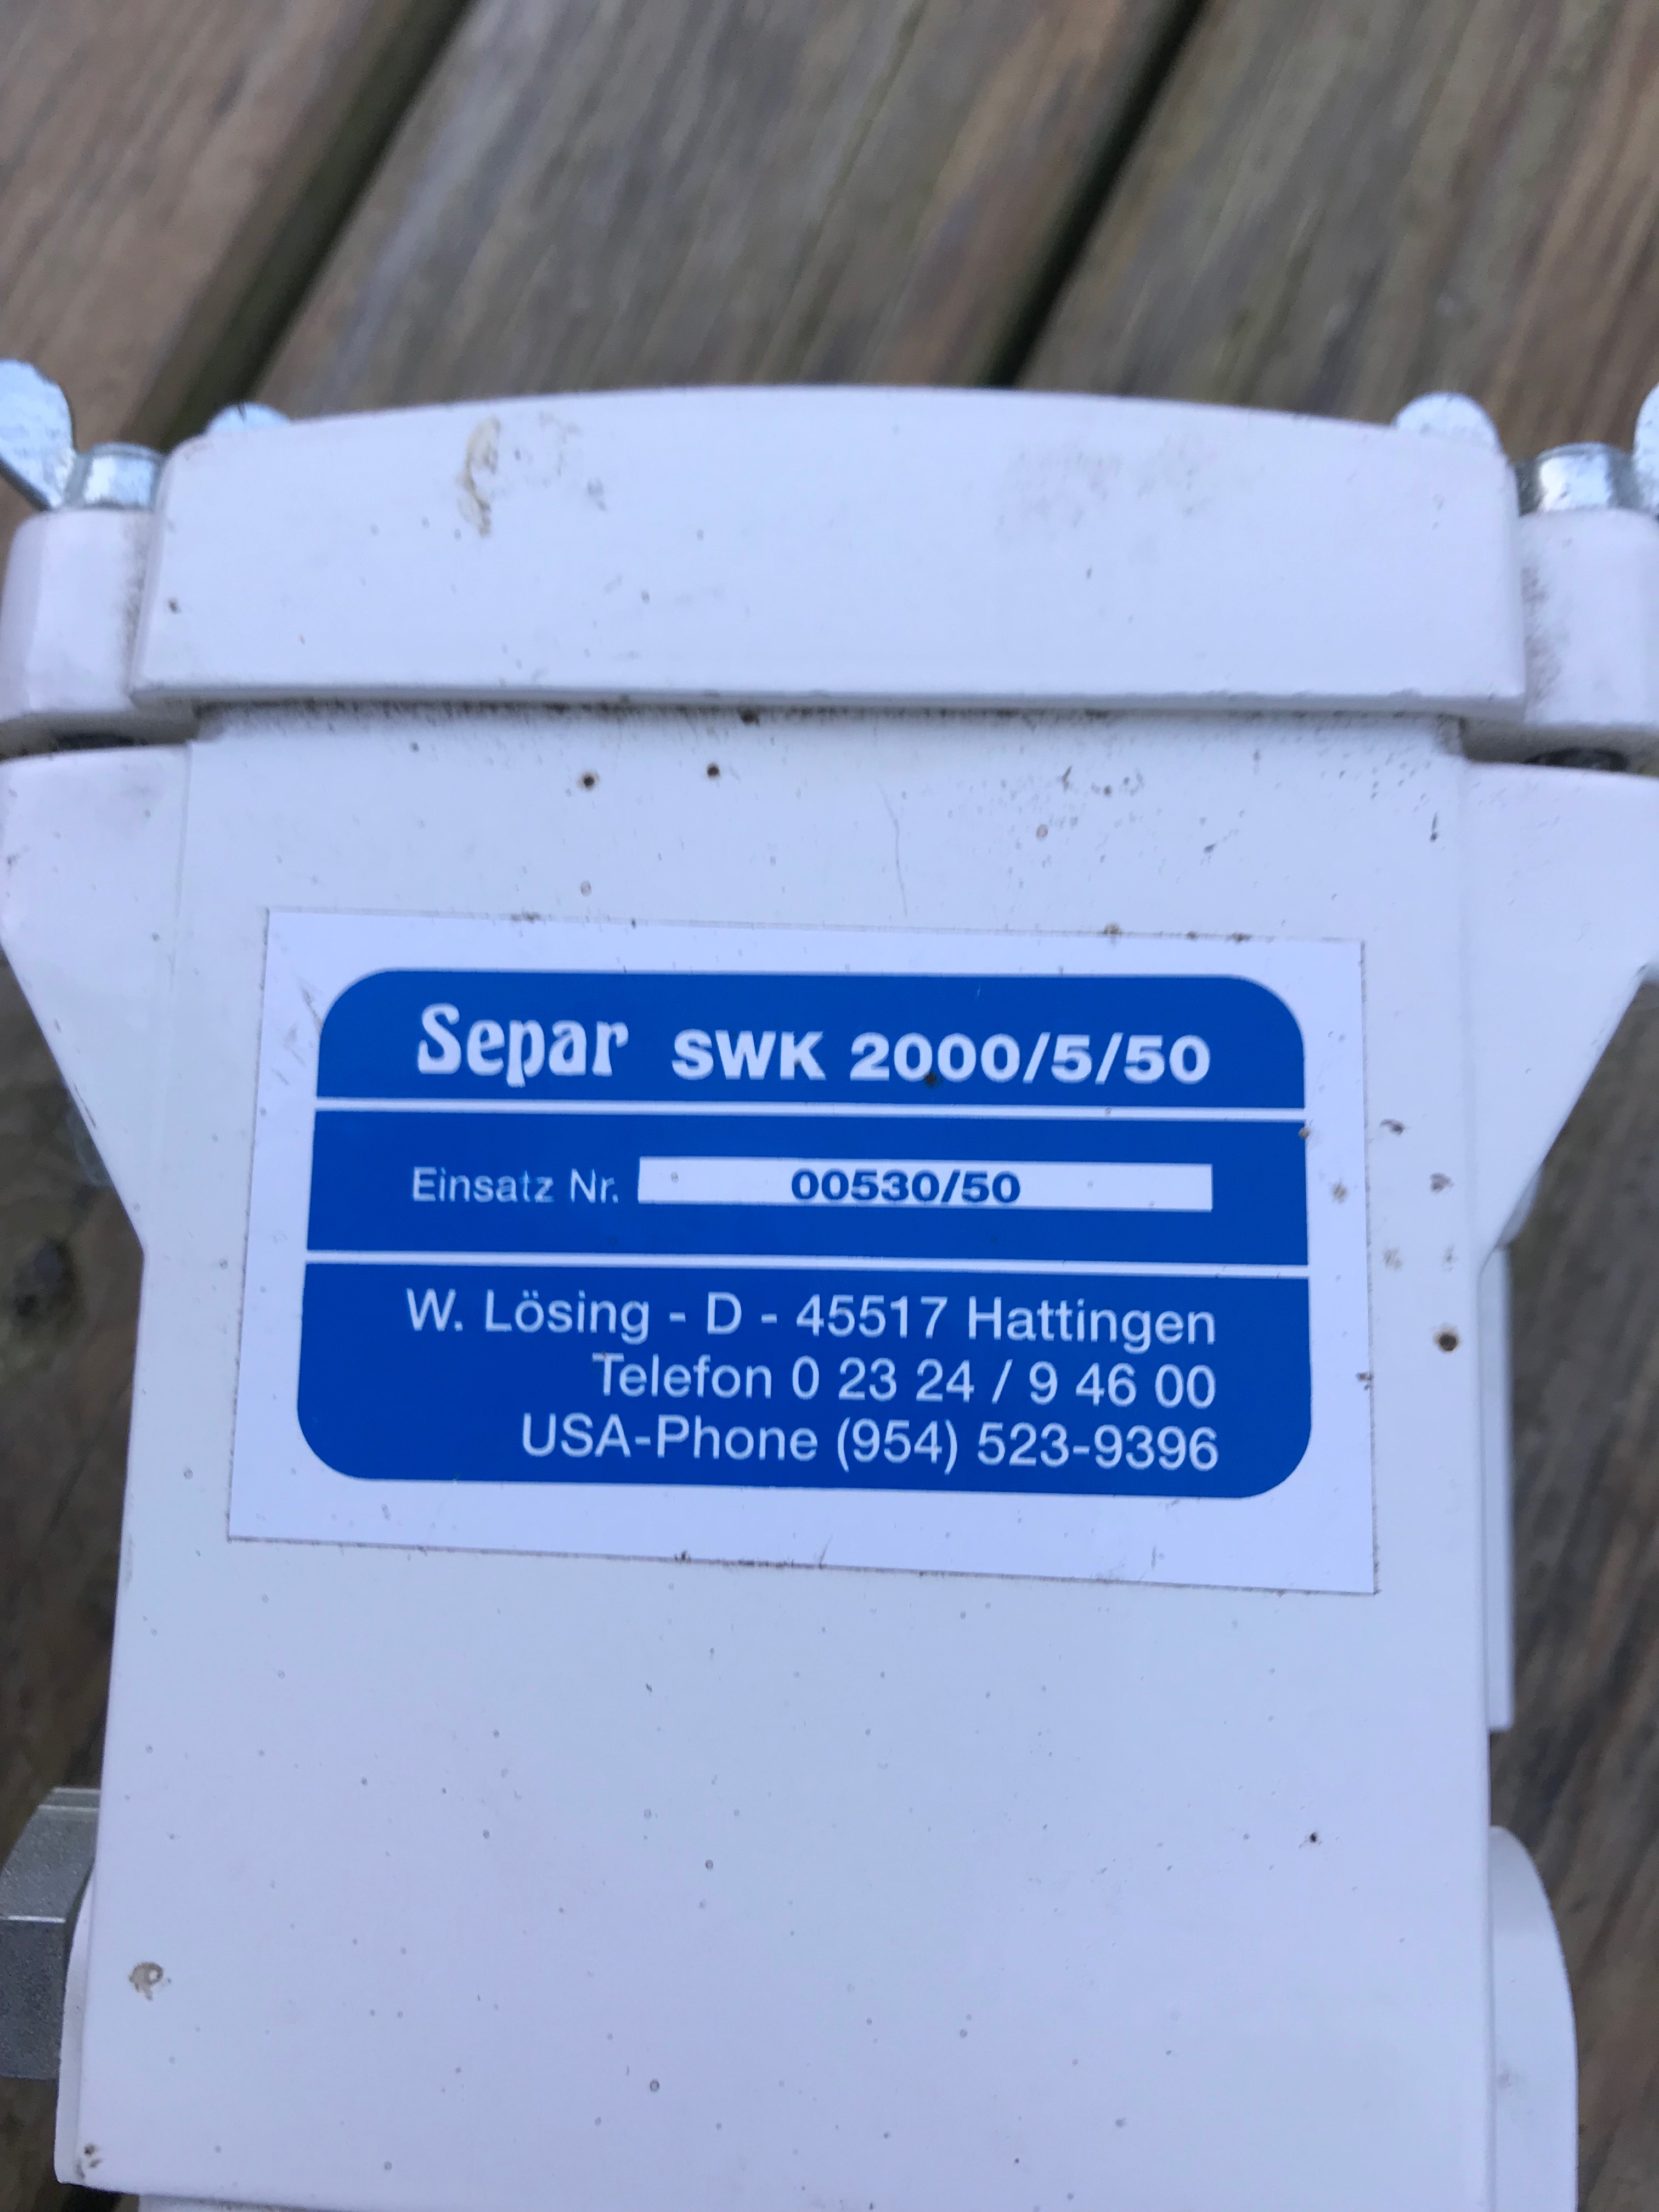 Separ SWK 2000/5/50
Einsatz Nr. 00530/50
W. Lösing - D - 45517 Hattingen
Telefon 0 23 24 / 9 46 00
USA-Phone (954) 523-9396